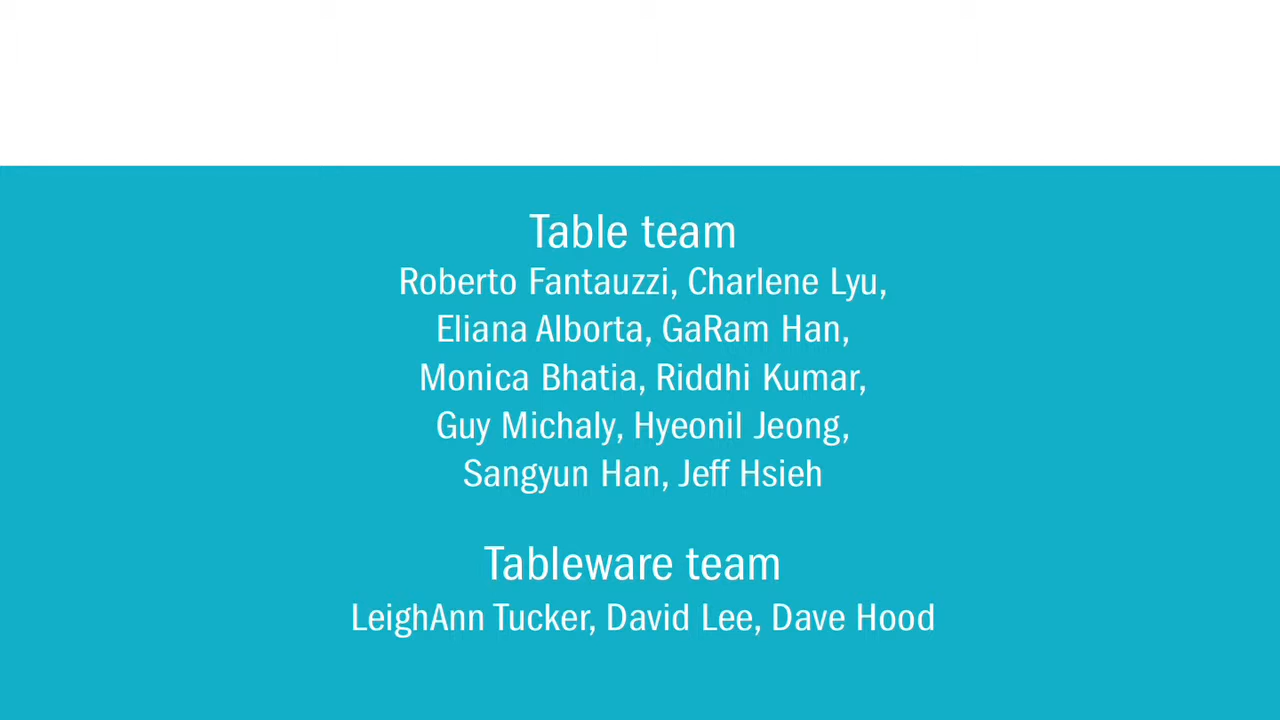 Table team
Roberto Fantauzzi, Charlene Lyu,
Eliana Alborta, GaRam Han,
Monica Bhatia, Riddhi Kumar,
Guy Michaly, Hyeonil Jeong,
Sangyun Han, Jeff Hsieh
Tableware team
LeighAnn Tucker, David Lee, Dave Hood